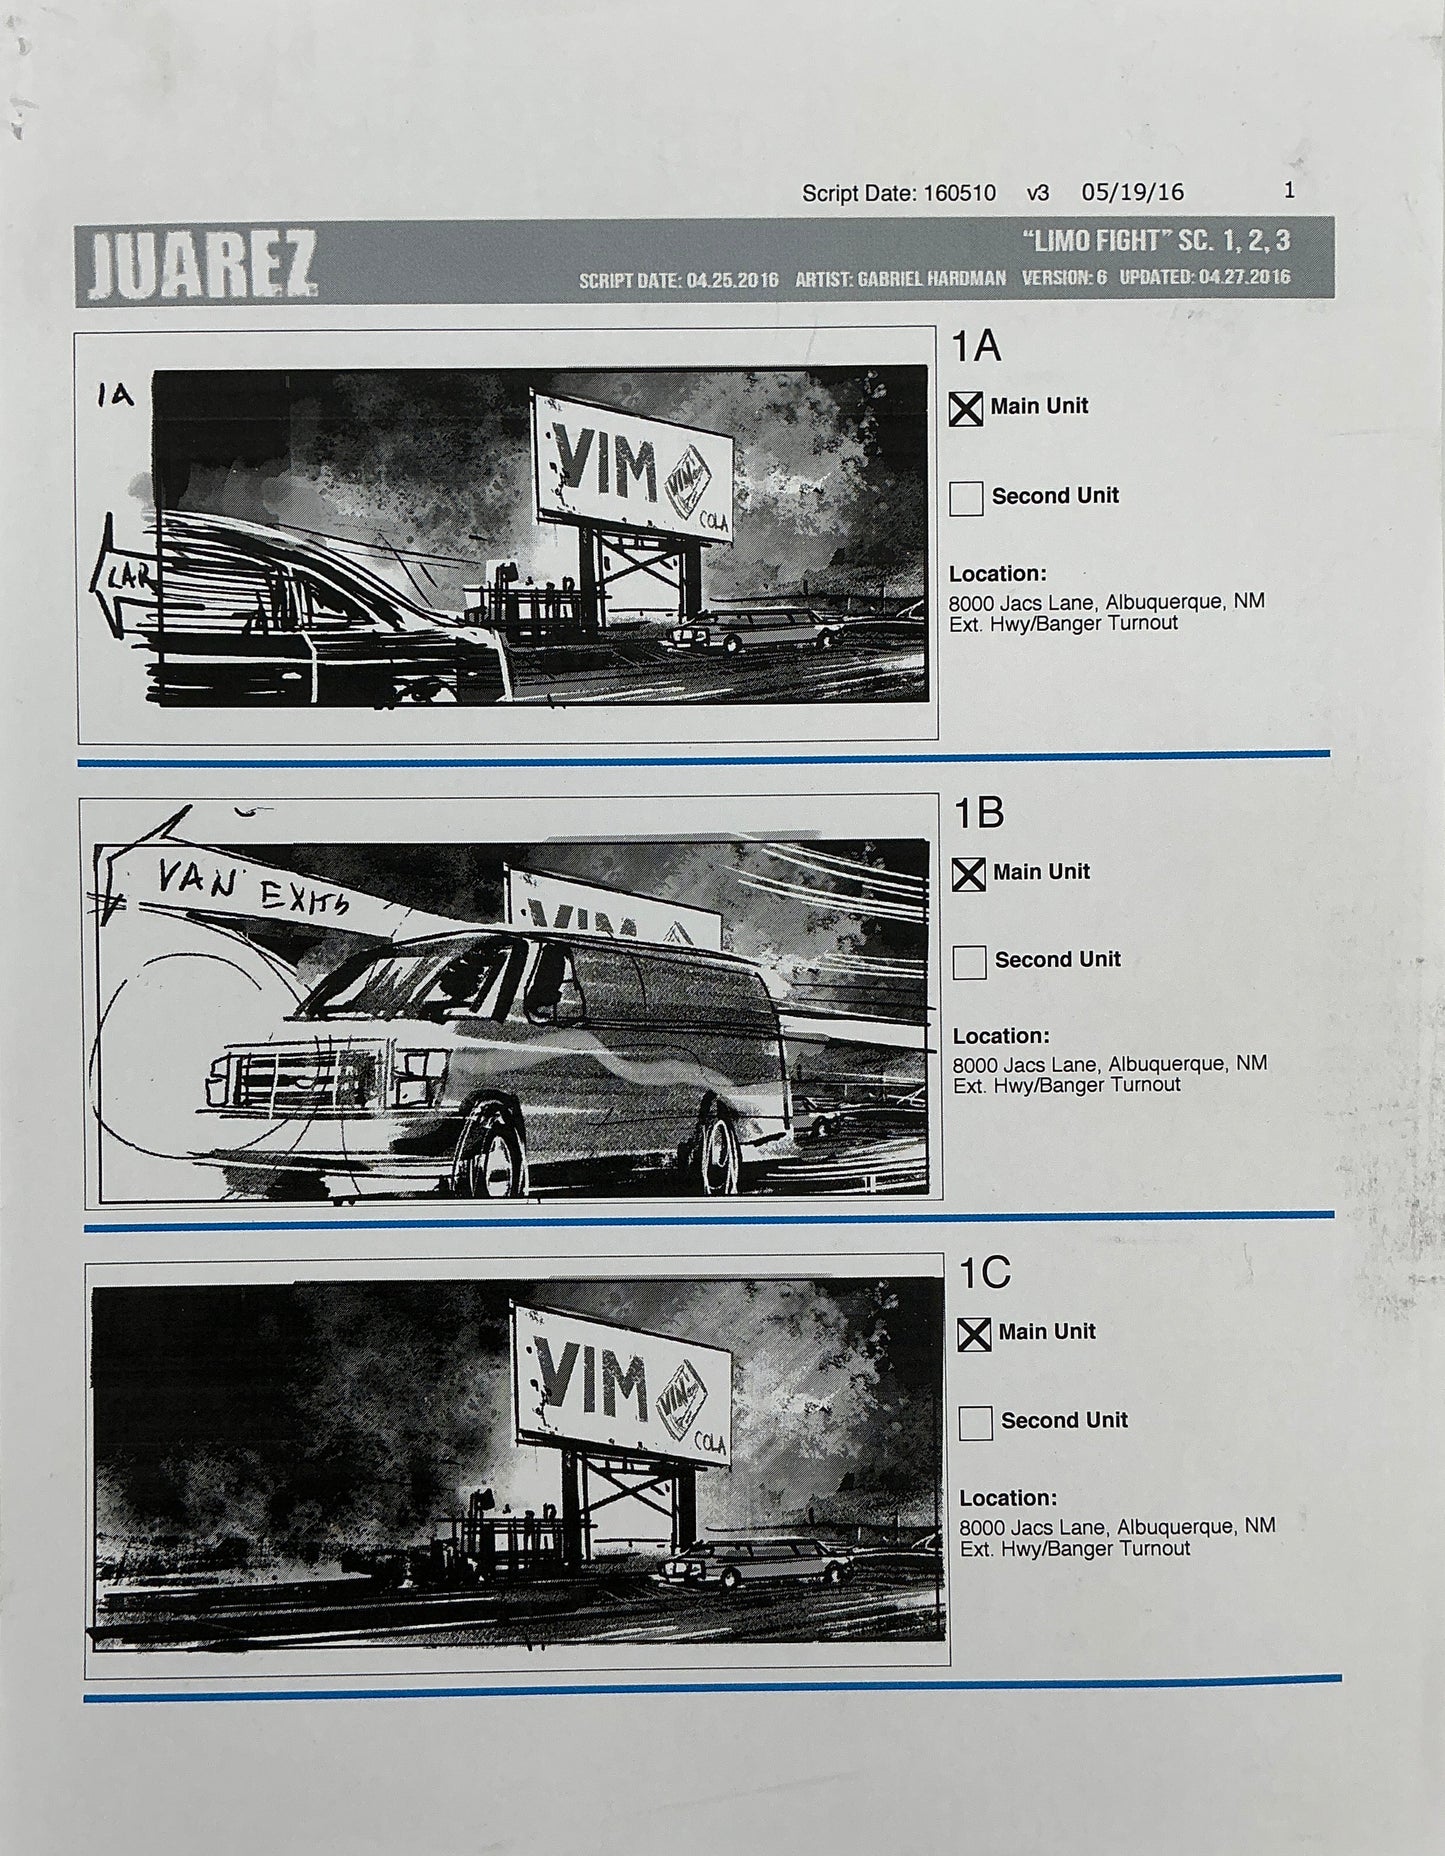 Script Date: 160510 v3 05/19/16 1
JUAREZ
"LIMO FIGHT" SC. 1, 2, 3
SCRIPT DATE: 04.25.2016 ARTIST: GABRIEL HARDMAN VERSION: 6 UPDATED: 04.27.2016
1A
1A
Main Unit
Second Unit
Location:
8000 Jacs Lane, Albuquerque, NM
Ext. Hwy/Banger Turnout
VIM
VIM
COLA
CAR
1B
Main Unit
Second Unit
Location:
8000 Jacs Lane, Albuquerque, NM
Ext. Hwy/Banger Turnout
VAN EXITS
VIM
1C
Main Unit
Second Unit
Location:
8000 Jacs Lane, Albuquerque, NM
Ext. Hwy/Banger Turnout
VIM
VIM
COLA